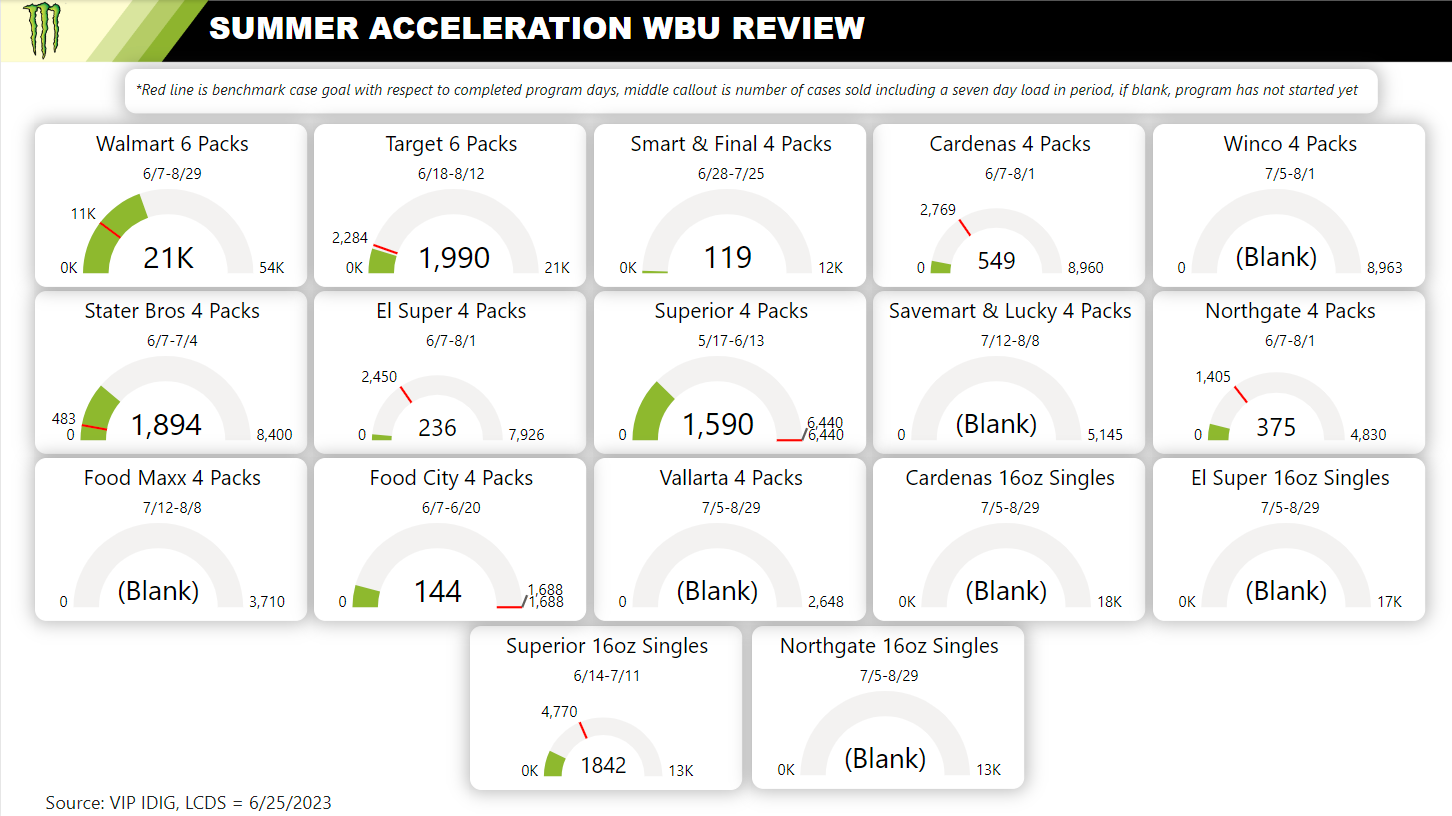 SUMMER ACCELERATION WBU REVIEW
*Red line is benchmark case goal with respect to completed program days, middle callout is number of cases sold including a seven day load in period, if blank, program has not started yet
Walmart 6 Packs
6/7-8/29
11K
21K
0K
54K
Target 6 Packs
6/18-8/12
2,284
1,990
0K
21K
Smart & Final 4 Packs
6/28-7/25
119
0K
12K
Cardenas 4 Packs
6/7-8/1
2,769
549
0
8,960
Winco 4 Packs
7/5-8/1
(Blank)
0
8,963
Stater Bros 4 Packs
6/7-7/4
483
1,894
0
8,400
El Super 4 Packs
6/7-8/1
2,450
236
0
7,926
Superior 4 Packs
5/17-6/13
1,590
6,440
0
6,440
Savemart & Lucky 4 Packs
7/12-8/8
(Blank)
0
5,145
Northgate 4 Packs
6/7-8/1
1,405
375
0
4,830
Food Maxx 4 Packs
7/12-8/8
(Blank)
0
3,710
Food City 4 Packs
6/7-6/20
144
1,688
0
1,688
Vallarta 4 Packs
7/5-8/29
(Blank)
0
2,648
Cardenas 16oz Singles
7/5-8/29
(Blank)
0K
18K
El Super 16oz Singles
7/5-8/29
(Blank)
0K
17K
Superior 16oz Singles
6/14-7/11
4,770
1842
0K
13K
Northgate 16oz Singles
7/5-8/29
(Blank)
0K
13K
Source: VIP IDIG, LCDS = 6/25/2023